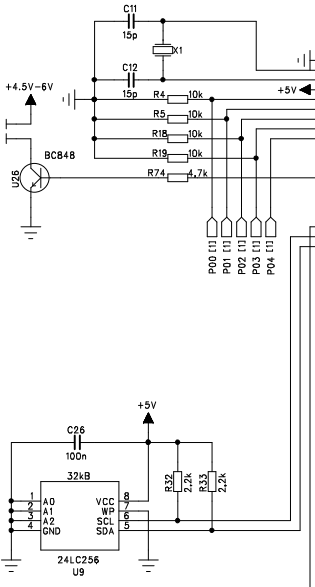 C11
15p
X1
C12
15p
+5V
+4.5V-6V
R4 10k
R5 10k
R18 10k
R19 10k
R74 4.7k
BC848
U26
P00 [1]
P01 [1]
P02 [1]
P03 [1]
P04 [1]
+5V
C26
100n
32kB
R32 2.2k
R33 2.2k
1 A0 VCC 8
2 A1 WP 7
3 A2 SCL 6
4 GND SDA 5
24LC256
U9